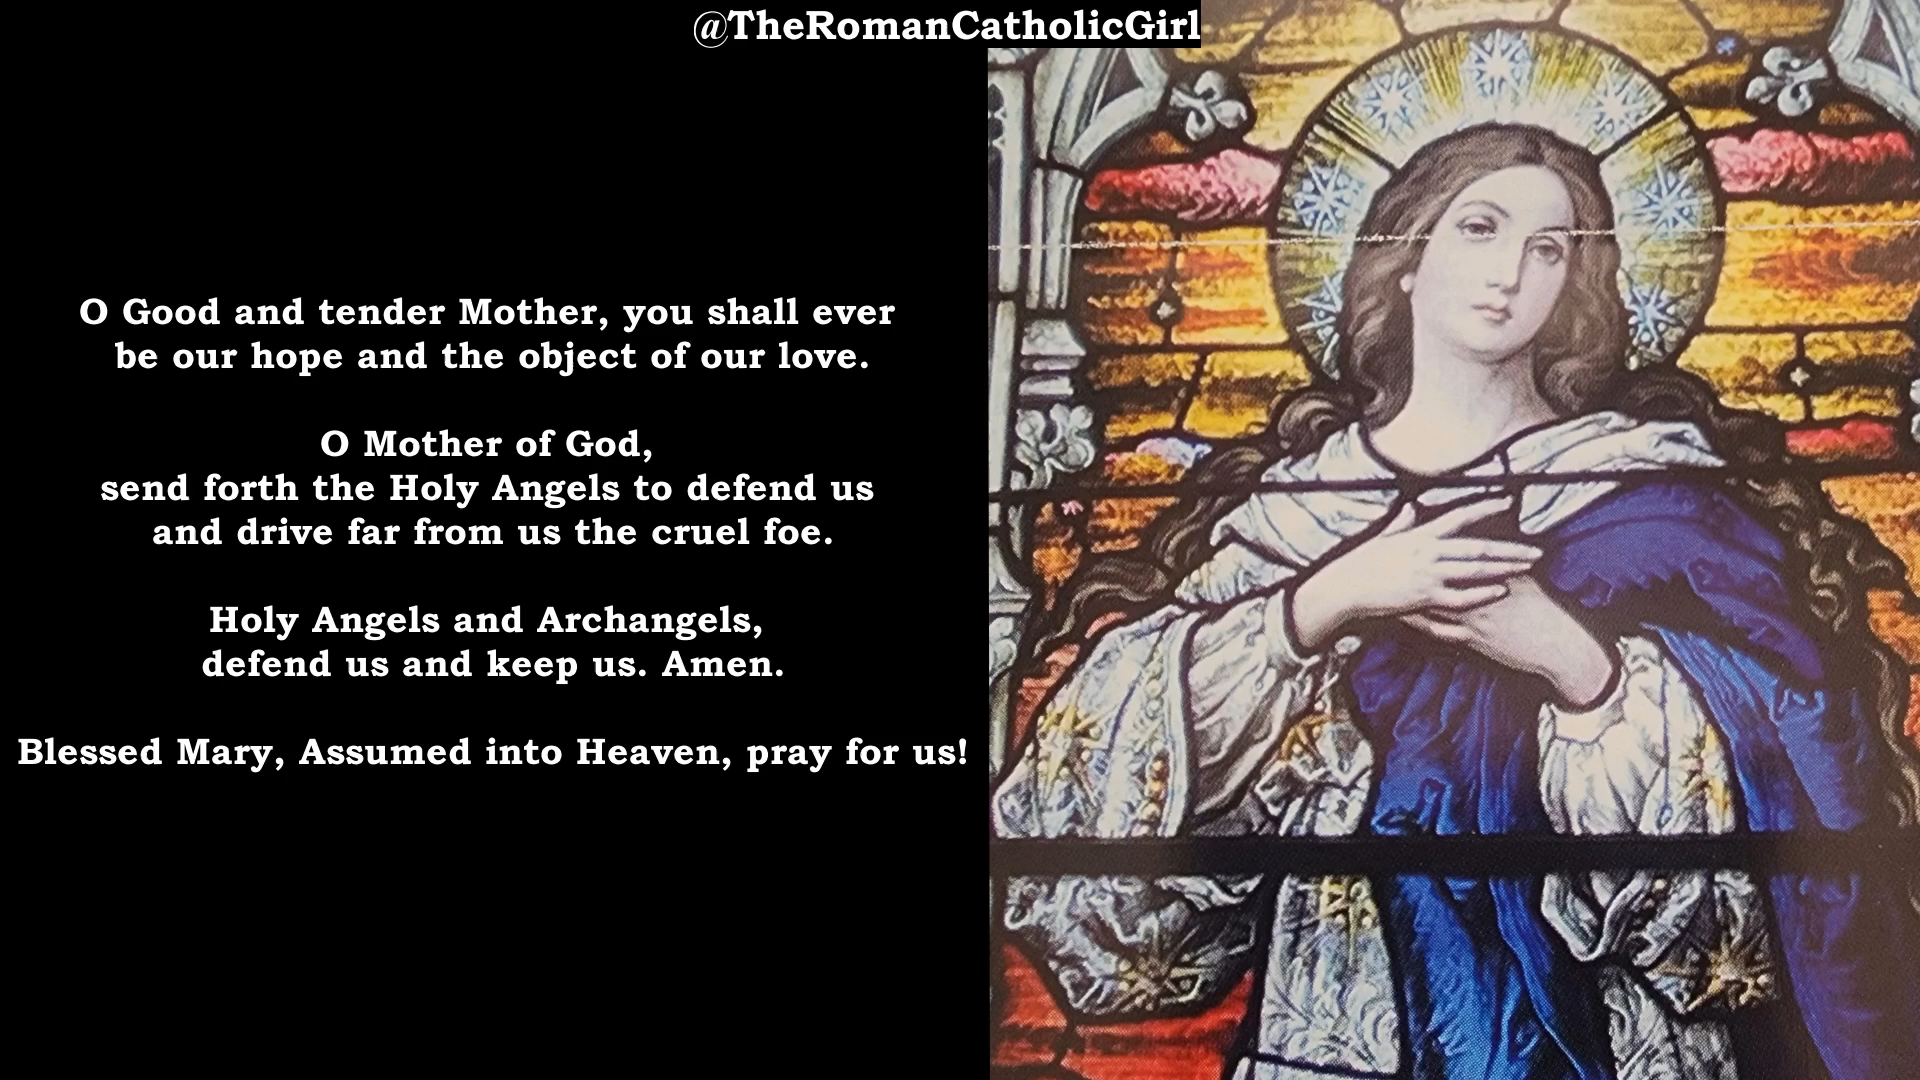 @TheRomanCatholicGirl
O Good and tender Mother, you shall ever
be our hope and the object of our love.
O Mother of God,
send forth the Holy Angels to defend us
and drive far from us the cruel foe.
Holy Angels and Archangels,
defend us and keep us. Amen.
Blessed Mary, Assumed into Heaven, pray for us!